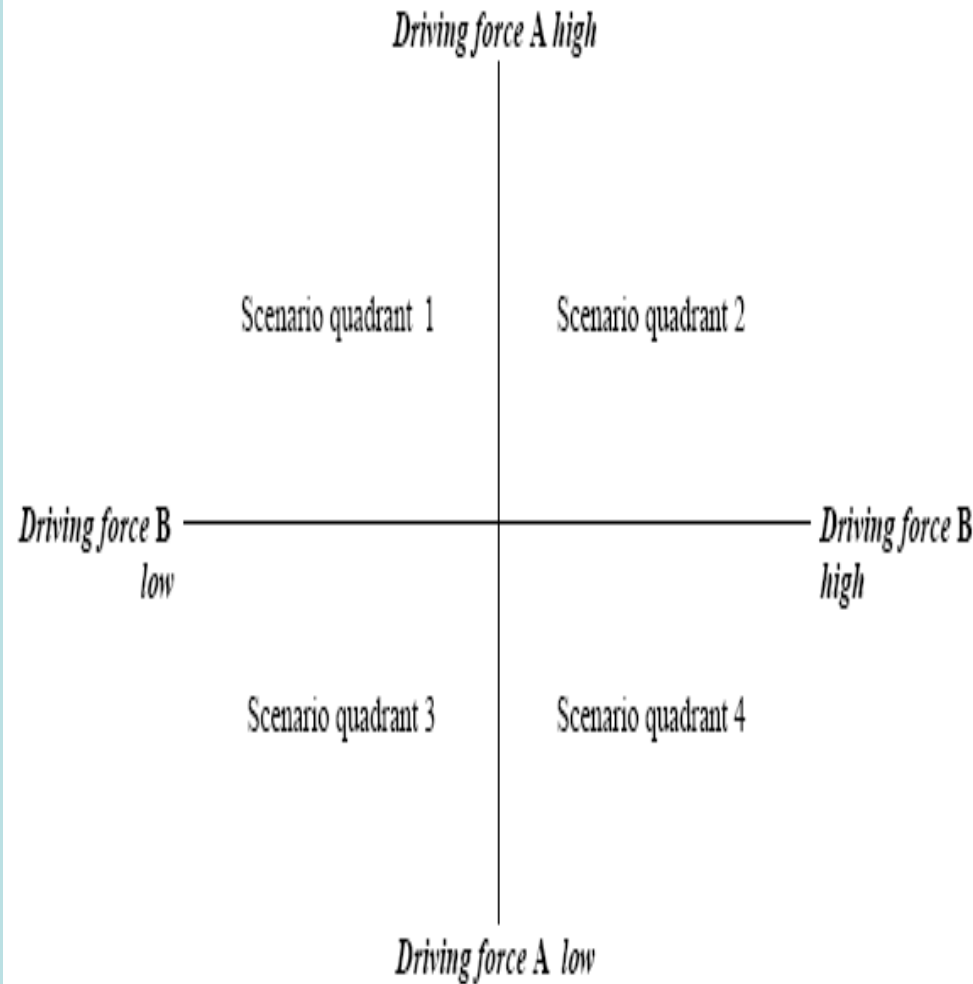 Driving force A high
Scenario quadrant 1
Scenario quadrant 2
Driving force B
low
Driving force B
high
Scenario quadrant 3
Scenario quadrant 4
Driving force A low